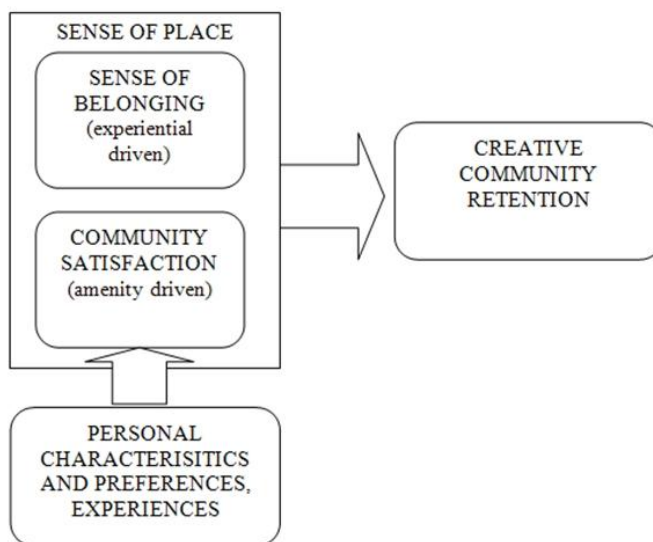 SENSE OF PLACE
SENSE OF
BELONGING
(experiential
driven)
COMMUNITY
SATISFACTION
(amenity driven)
CREATIVE
COMMUNITY
RETENTION
PERSONAL
CHARACTERISITICS
AND PREFERENCES,
EXPERIENCES